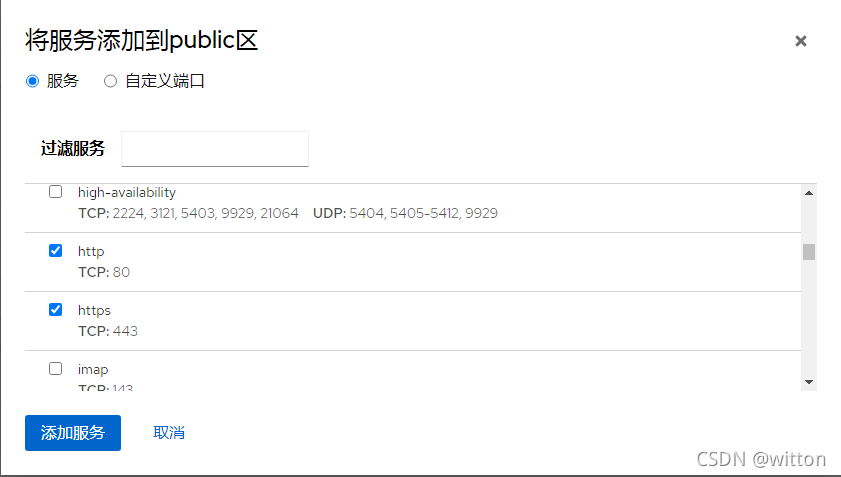 将服务添加到public区
服务 自定义端口
过滤服务
high-availability
TCP: 2224, 3121, 5403, 9929, 21064 UDP: 5404, 5405-5412, 9929
http
TCP: 80
https
TCP: 443
imap
TCP: 143
添加服务 取消
CSDN @witton